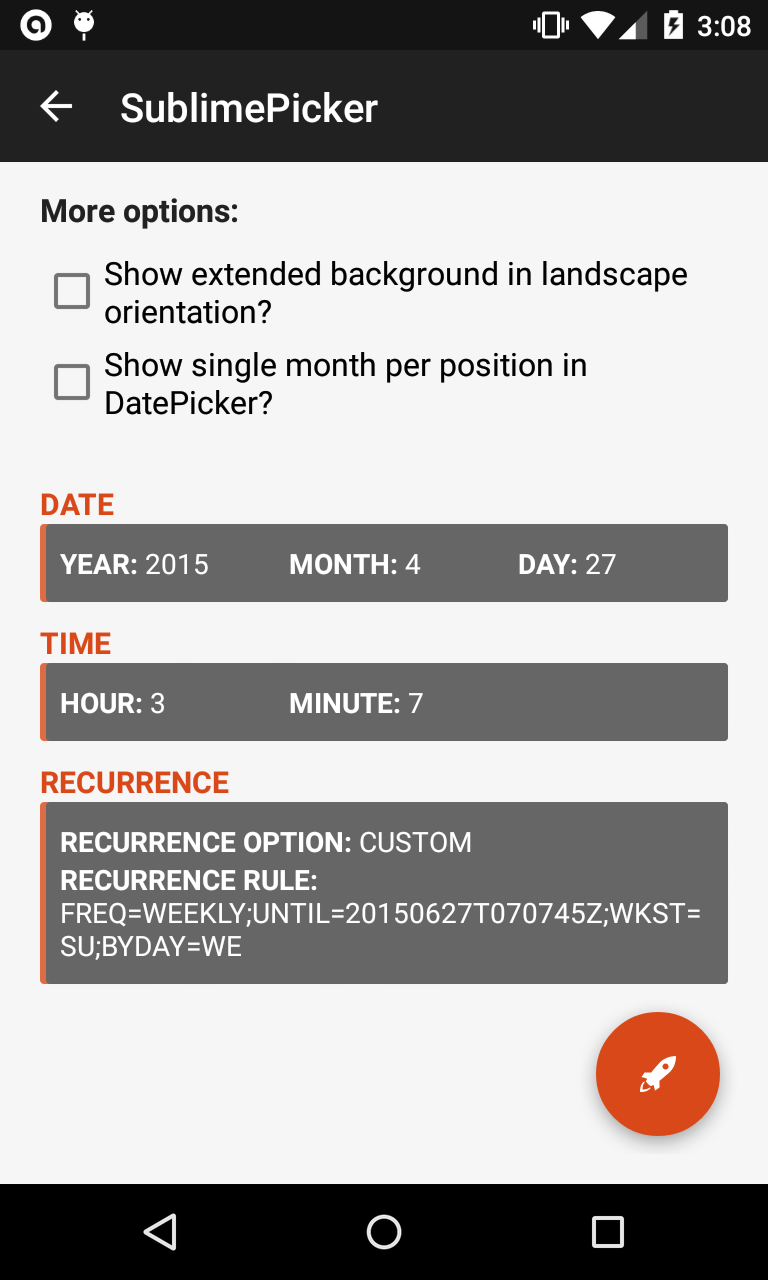 3:08
SublimePicker
More options:
Show extended background in landscape
orientation?
Show single month per position in
DatePicker?
DATE
YEAR: 2015 MONTH: 4 DAY: 27
TIME
HOUR: 3 MINUTE: 7
RECURRENCE
RECURRENCE OPTION: CUSTOM
RECURRENCE RULE:
FREQ=WEEKLY;UNTIL=20150627T070745Z;WKST=
SU;BYDAY=WE